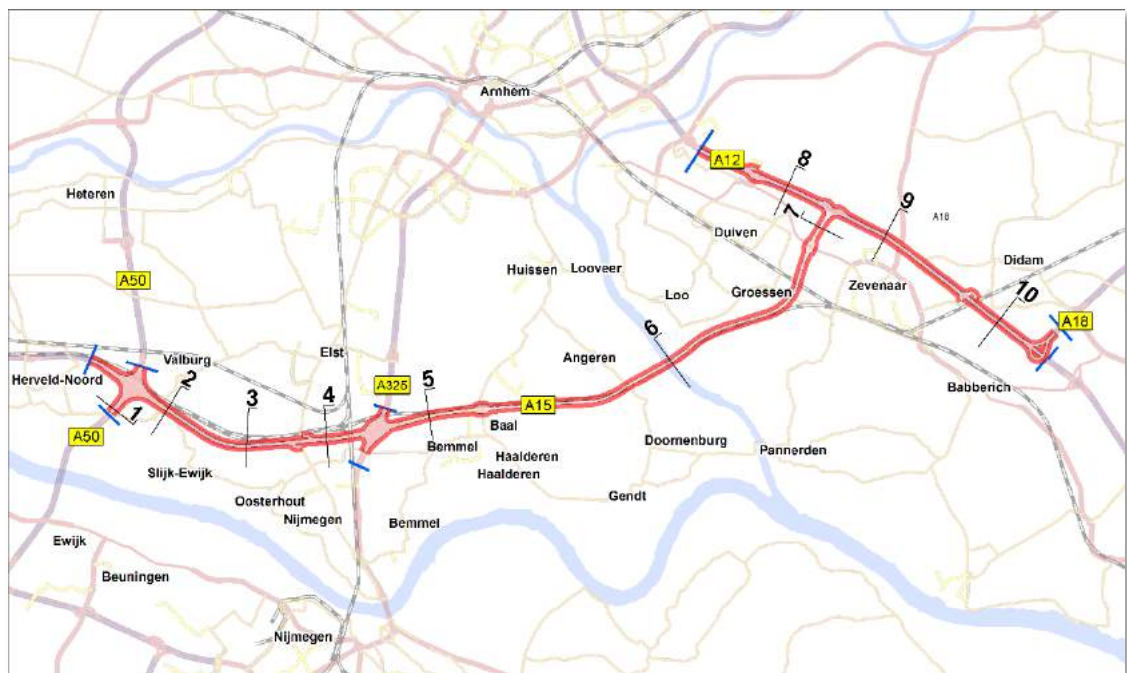 Arnhem
A12
8
7
9
A18
Heteren
Duiven
Didam
Huissen
Looveer
A50
Loo
Groessen
Zevenaar
10
A18
Valburg
Elst
6
Angeren
Herveld-Noord
2
A325
5
Babberich
3
4
A15
1
Baal
A50
Bemmel
Doornenburg
Haalderen
Pannerden
Slijk-Ewijk
Haalderen
Oosterhout
Gendt
Nijmegen
Bemmel
Ewijk
Beuningen
Nijmegen